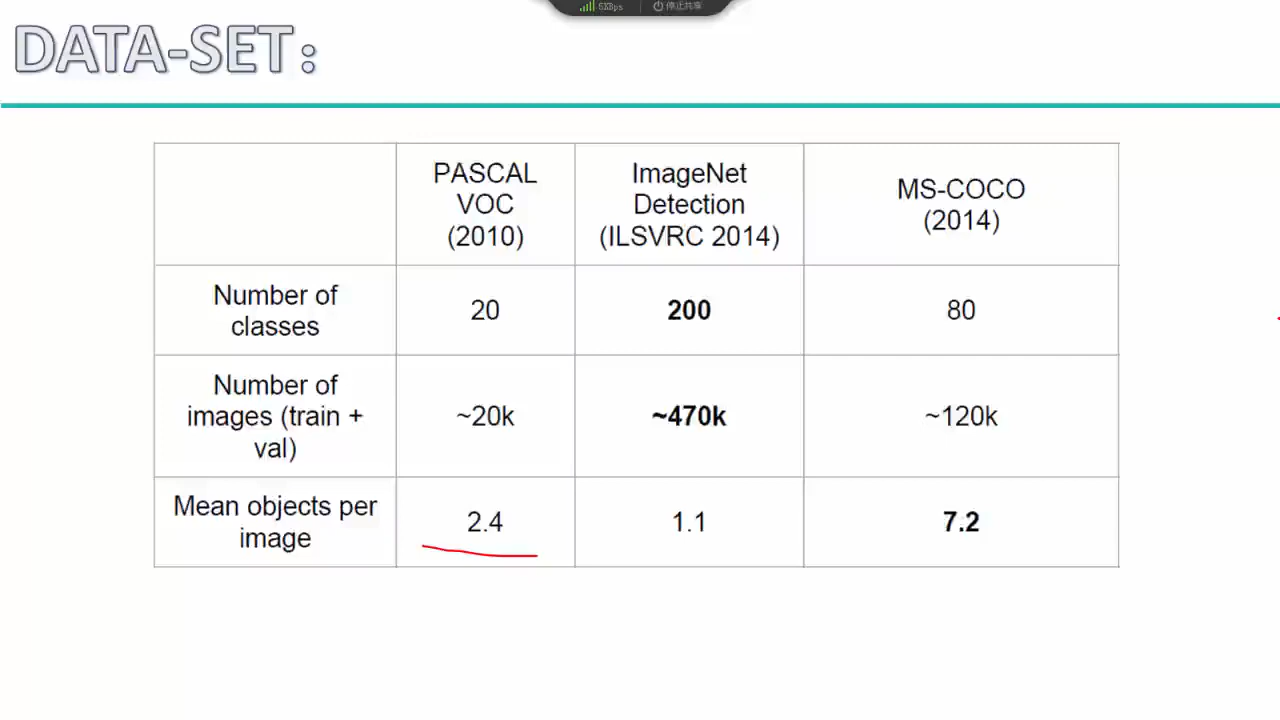 5KBps
停止共享
DATA-SET:
PASCAL
VOC
(2010)
ImageNet
Detection
(ILSVRC 2014)
MS-COCO
(2014)
Number of
classes
20
200
80
Number of
images (train +
val)
~20k
~470k
~120k
Mean objects per
image
2.4
1.1
7.2